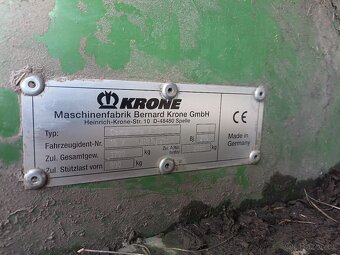 KRONE
Maschinenfabrik Bernard Krone GmbH
Heinrich-Krone-Str. 10 D-48480 Spelle
Typ:
Fahrzeugident-Nr. Bj
Zul. Gesamtgew. kg
Zul. Stützlast vorn kg kg
CE
Made in
Germany